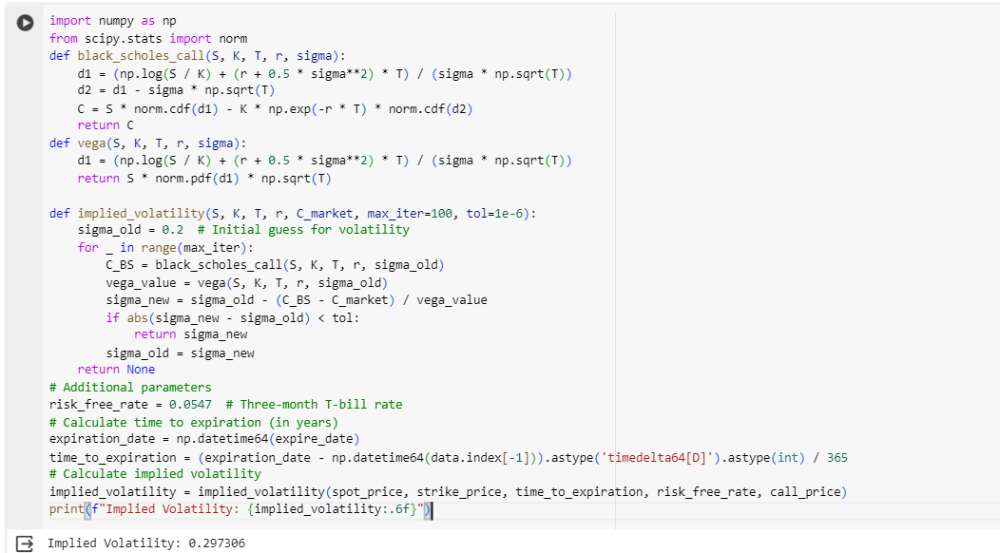 import numpy as np
from scipy.stats import norm
def black_scholes_call(S, K, T, r, sigma):
    d1 = (np.log(S / K) + (r + 0.5 * sigma**2) * T) / (sigma * np.sqrt(T))
    d2 = d1 - sigma * np.sqrt(T)
    C = S * norm.cdf(d1) - K * np.exp(-r * T) * norm.cdf(d2)
    return C
def vega(S, K, T, r, sigma):
    d1 = (np.log(S / K) + (r + 0.5 * sigma**2) * T) / (sigma * np.sqrt(T))
    return S * norm.pdf(d1) * np.sqrt(T)

def implied_volatility(S, K, T, r, C_market, max_iter=100, tol=1e-6):
    sigma_old = 0.2  # Initial guess for volatility
    for _ in range(max_iter):
        C_BS = black_scholes_call(S, K, T, r, sigma_old)
        vega_value = vega(S, K, T, r, sigma_old)
        sigma_new = sigma_old - (C_BS - C_market) / vega_value
        if abs(sigma_new - sigma_old) < tol:
            return sigma_new
        sigma_old = sigma_new
    return None
# Additional parameters
risk_free_rate = 0.0547  # Three-month T-bill rate
# Calculate time to expiration (in years)
expiration_date = np.datetime64(expire_date)
time_to_expiration = (expiration_date - np.datetime64(data.index[-1])).astype('timedelta64[D]').astype(int) / 365
# Calculate implied volatility
implied_volatility = implied_volatility(spot_price, strike_price, time_to_expiration, risk_free_rate, call_price)
print(f"Implied Volatility: {implied_volatility:.6f}")
Implied Volatility: 0.297306